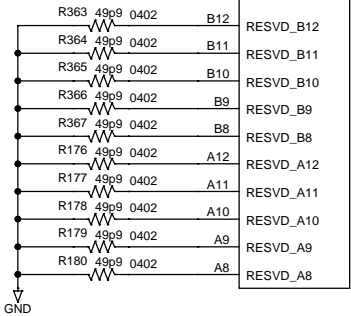 R363 49p9 0402 B12 RESVD_B12
R364 49p9 0402 B11 RESVD_B11
R365 49p9 0402 B10 RESVD_B10
R366 49p9 0402 B9 RESVD_B9
R367 49p9 0402 B8 RESVD_B8
R176 49p9 0402 A12 RESVD_A12
R177 49p9 0402 A11 RESVD_A11
R178 49p9 0402 A10 RESVD_A10
R179 49p9 0402 A9 RESVD_A9
R180 49p9 0402 A8 RESVD_A8
GND